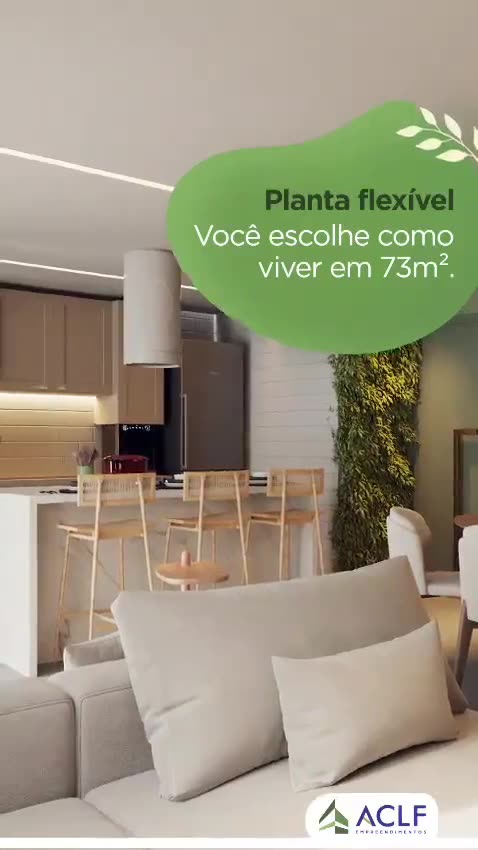 Planta flexível
Você escolhe como
viver em 73m².
ACLF
EMPREENDIMENTOS